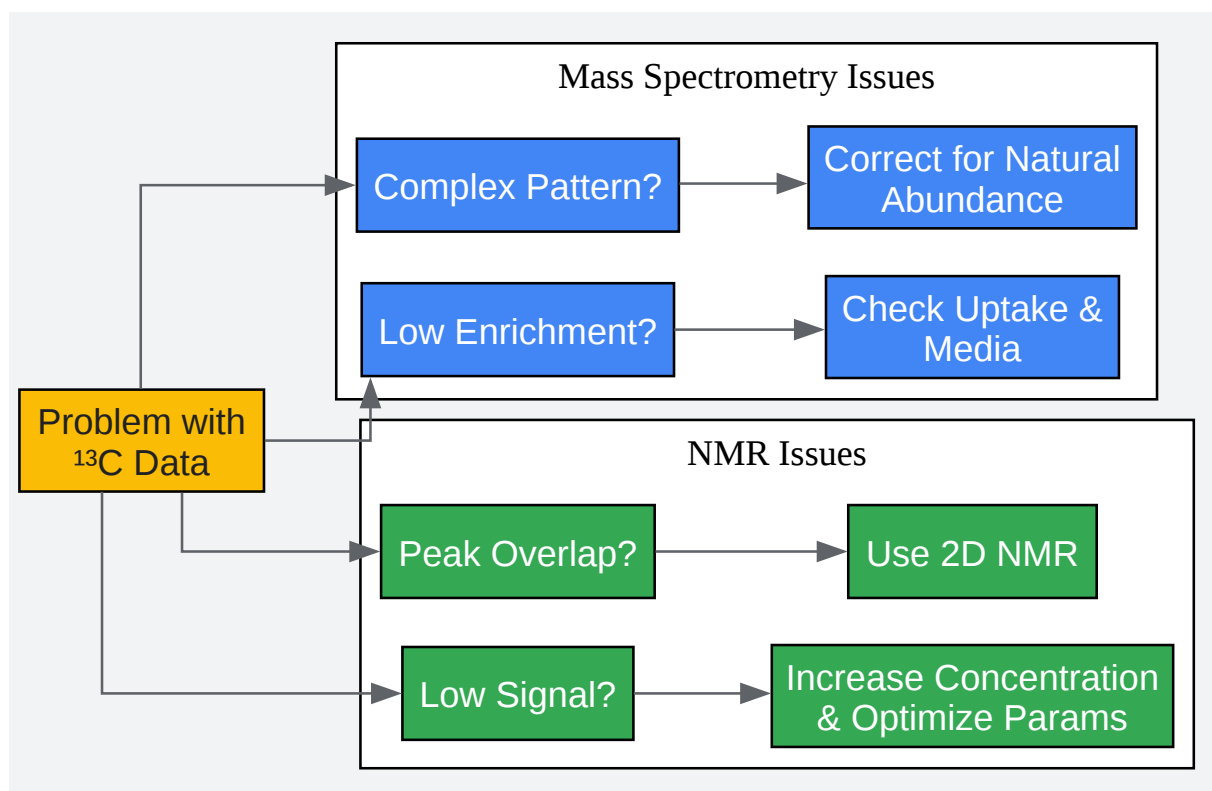 Mass Spectrometry Issues
Complex Pattern?
Correct for Natural
Abundance
Low Enrichment?
Check Uptake &
Media
Problem with
¹³C Data
NMR Issues
Peak Overlap?
Use 2D NMR
Low Signal?
Increase Concentration
& Optimize Params